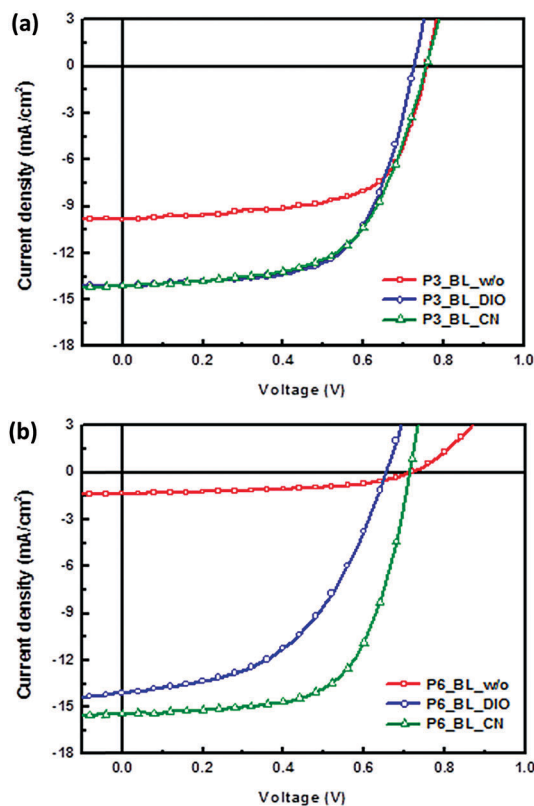 (a)
3
0
-3
-6
-9
-12
-15
-18
Current density (mA/cm²)
P3_BL_w/o
P3_BL_DIO
P3_BL_CN
0.0 0.2 0.4 0.6 0.8 1.0
Voltage (V)
(b)
3
0
-3
-6
-9
-12
-15
-18
Current density (mA/cm²)
P6_BL_w/o
P6_BL_DIO
P6_BL_CN
0.0 0.2 0.4 0.6 0.8 1.0
Voltage (V)